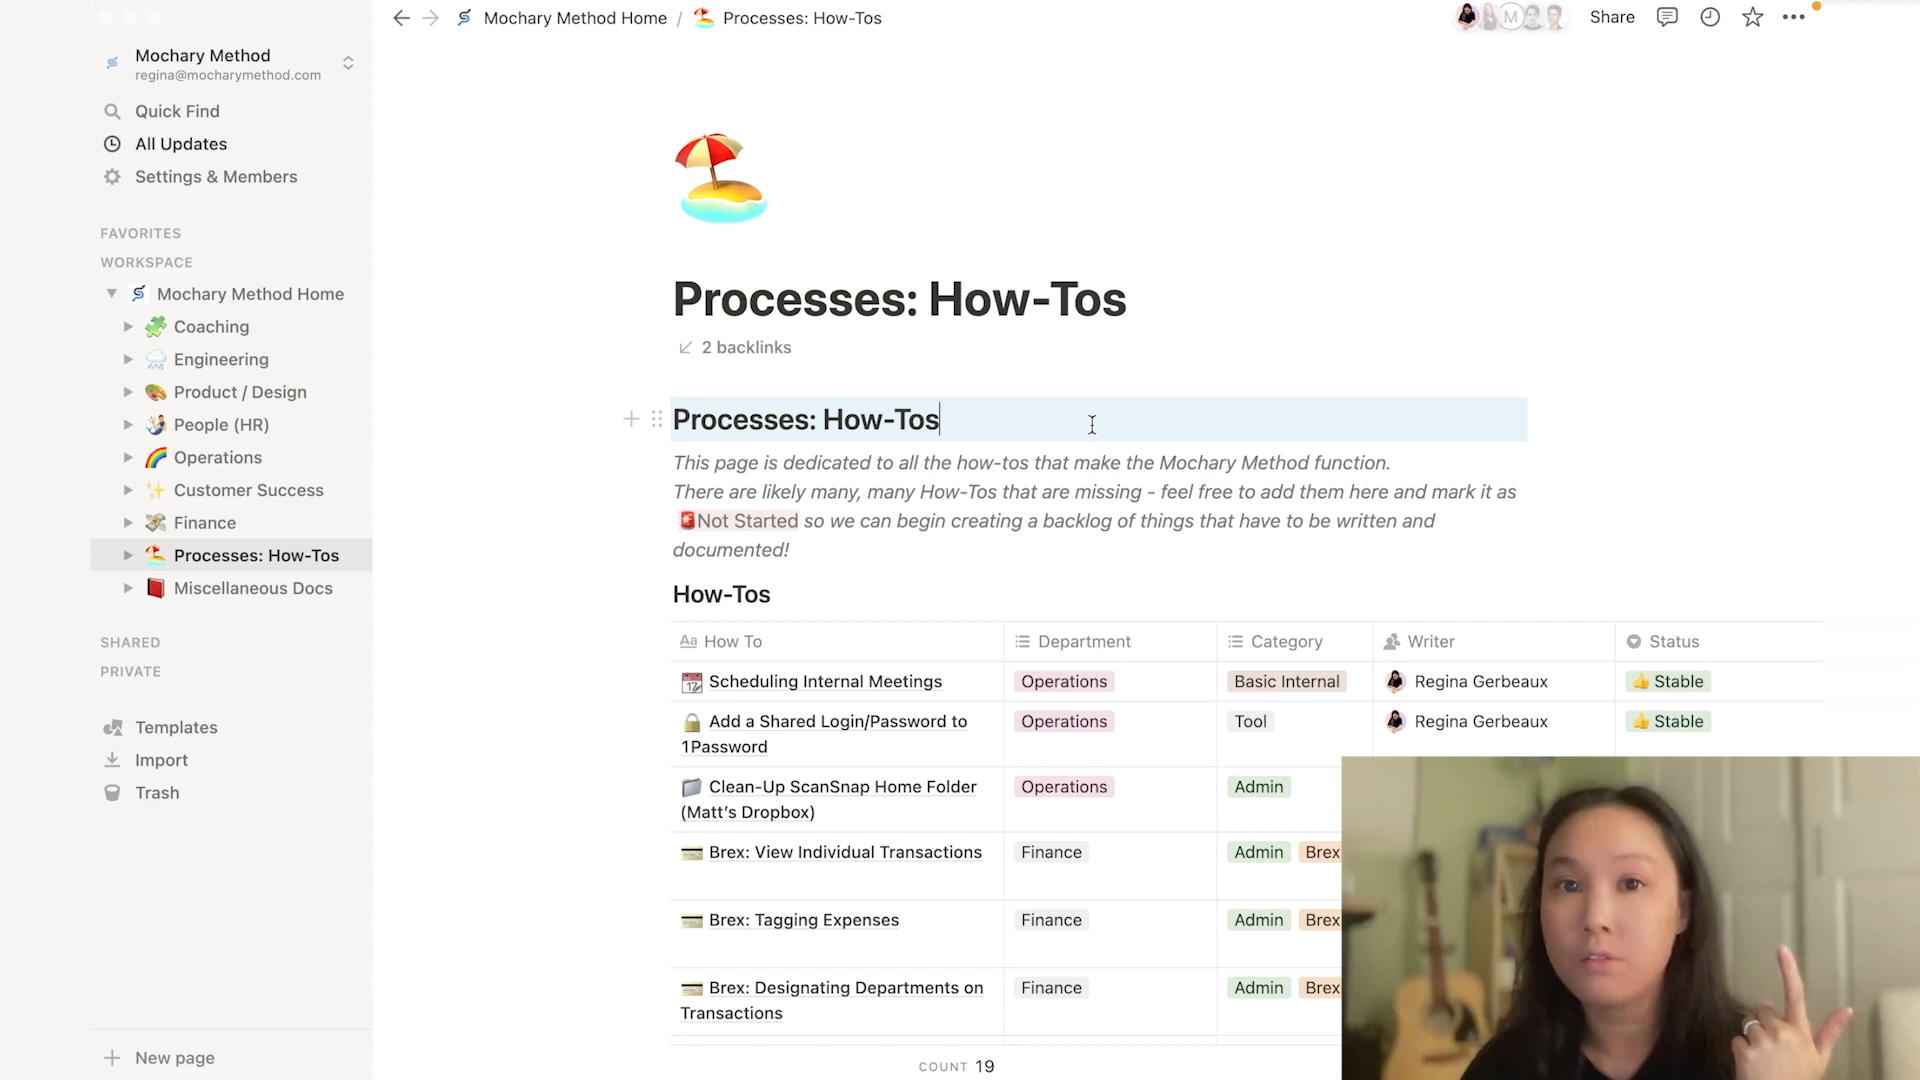 Mochary Method Home / Processes: How-Tos
M
Share
Mochary Method
regina@mocharymethod.com
Quick Find
All Updates
Settings & Members
FAVORITES
WORKSPACE
Mochary Method Home
Coaching
Engineering
Product / Design
People (HR)
Operations
Customer Success
Finance
Processes: How-Tos
Miscellaneous Docs
SHARED
PRIVATE
Templates
Import
Trash
New page
Processes: How-Tos
2 backlinks
Processes: How-Tos
This page is dedicated to all the how-tos that make the Mochary Method function.
There are likely many, many How-Tos that are missing - feel free to add them here and mark it as
🚨Not Started so we can begin creating a backlog of things that have to be written and
documented!
How-Tos
Aa How To Department Category Writer Status
Scheduling Internal Meetings Operations Basic Internal Regina Gerbeaux 👍 Stable
Add a Shared Login/Password to Operations Tool Regina Gerbeaux 👍 Stable
1Password
Clean-Up ScanSnap Home Folder Operations Admin
(Matt’s Dropbox)
Brex: View Individual Transactions Finance Admin Brex
Brex: Tagging Expenses Finance Admin Brex
Brex: Designating Departments on Finance Admin Brex
Transactions
COUNT 19